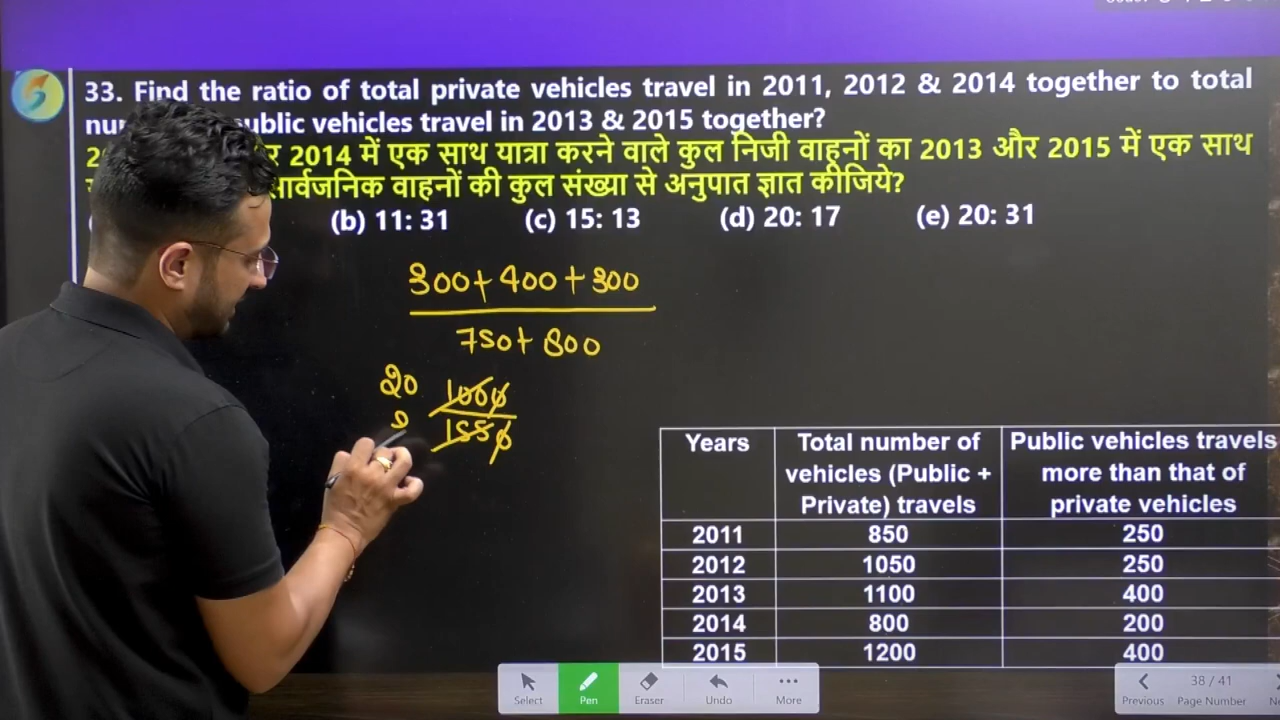 33. Find the ratio of total private vehicles travel in 2011, 2012 & 2014 together to total
public vehicles travel in 2013 & 2015 together?
2014 में एक साथ यात्रा करने वाले कुल निजी वाहनों का 2013 और 2015 में एक साथ
सार्वजनिक वाहनों की कुल संख्या से अनुपात ज्ञात कीजिये?
(b) 11: 31 (c) 15: 13 (d) 20: 17 (e) 20: 31
300+400+300
750+800
20 1000
1550
Years Total number of vehicles (Public + Private) travels Public vehicles travels more than that of private vehicles
2011 850 250
2012 1050 250
2013 1100 400
2014 800 200
2015 1200 400
Select Pen Eraser Undo More
38 / 41
Previous Page Number